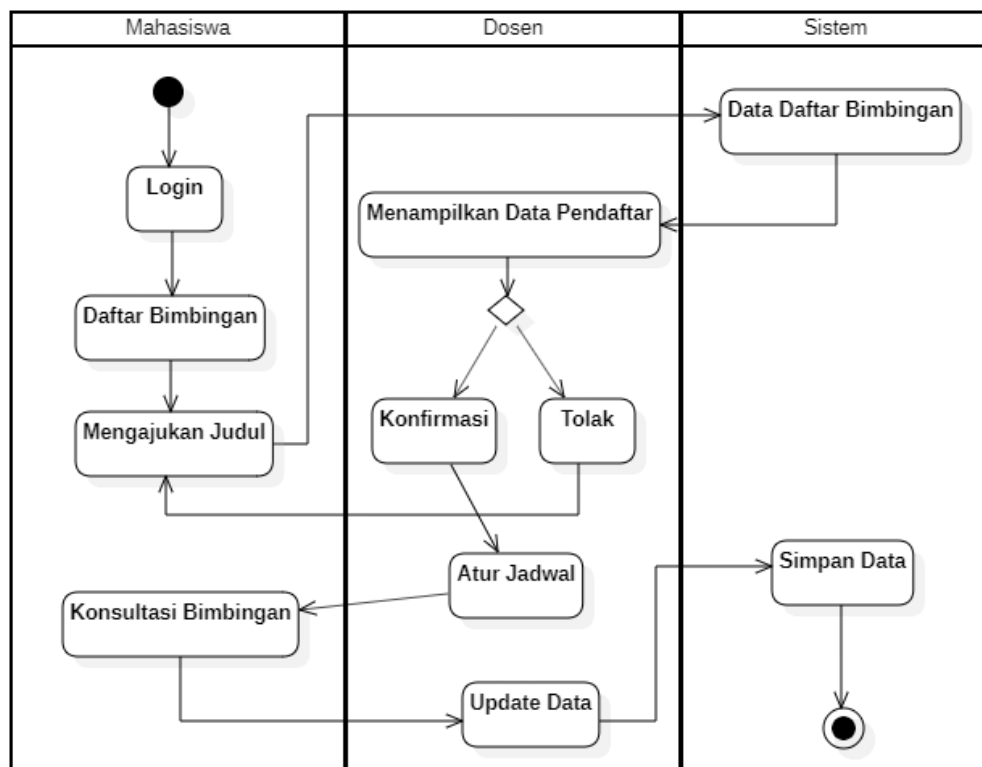 Mahasiswa
Dosen
Sistem
Data Daftar Bimbingan
Login
Menampilkan Data Pendaftar
Daftar Bimbingan
Mengajukan Judul
Konfirmasi
Tolak
Atur Jadwal
Simpan Data
Konsultasi Bimbingan
Update Data